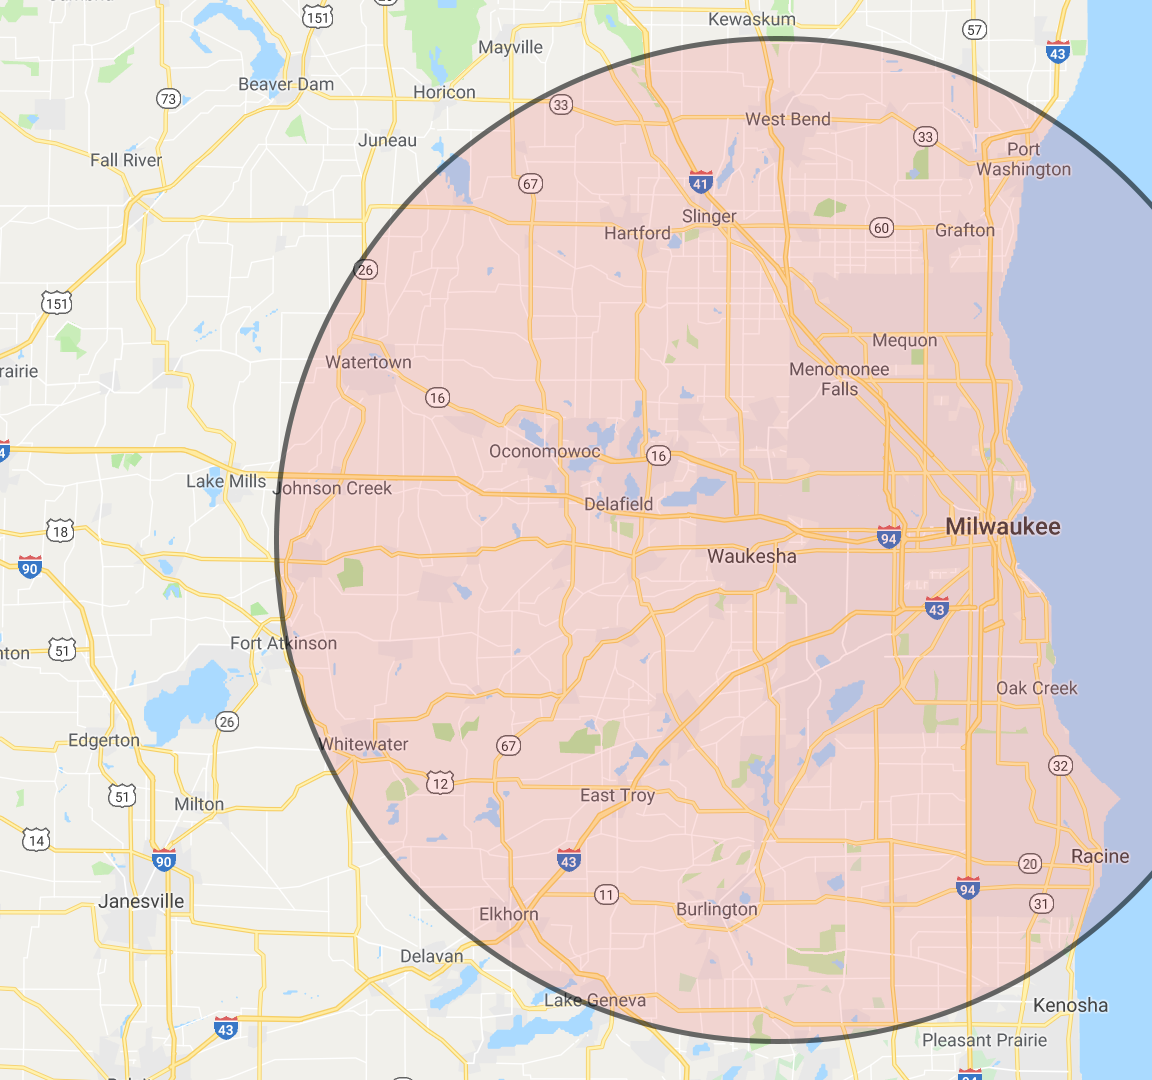 Kewaskum
151
57
Mayville
43
Beaver Dam
Horicon
73
33
West Bend
33
Juneau
Port
Washington
Fall River
67
41
Slinger
Hartford
60
Grafton
26
151
Mequon
Watertown
Menomonee
Falls
rairie
16
Oconomowoc
16
Lake Mills
Johnson Creek
Delafield
18
Milwaukee
94
Waukesha
90
43
Fort Atkinson
51
nton
Oak Creek
26
Edgerton
Whitewater
67
32
12
51
East Troy
Milton
14
90
43
Racine
20
94
11
31
Janesville
Elkhorn
Burlington
Delavan
Lake Geneva
Kenosha
43
Pleasant Prairie